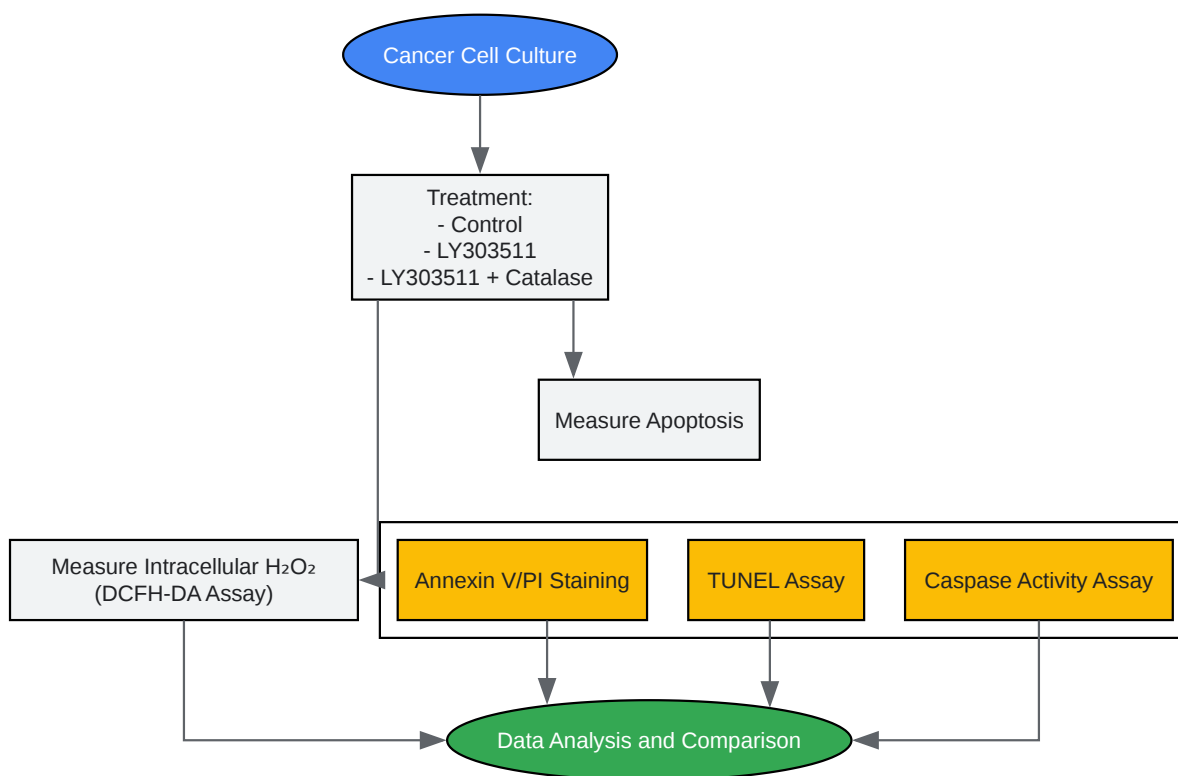 Cancer Cell Culture
Treatment:
- Control
- LY303511
- LY303511 + Catalase
Measure Apoptosis
Measure Intracellular H₂O₂
(DCFH-DA Assay)
Annexin V/PI Staining
TUNEL Assay
Caspase Activity Assay
Data Analysis and Comparison